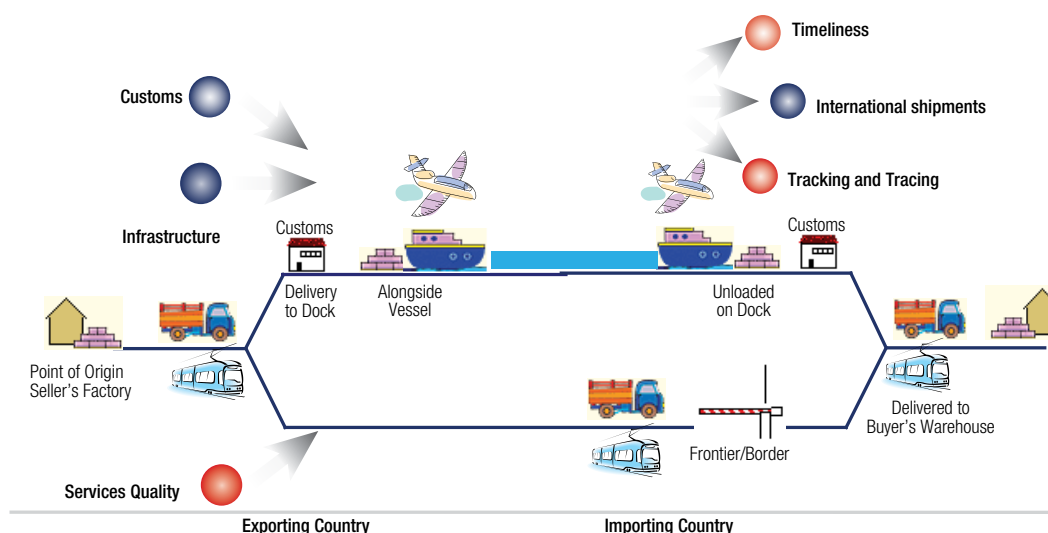 Timeliness
Customs
International shipments
Tracking and Tracing
Infrastructure
Customs
Customs
Delivery
to Dock
Alongside
Vessel
Unloaded
on Dock
Point of Origin
Seller's Factory
Delivered to
Buyer's Warehouse
Frontier/Border
Services Quality
Exporting Country
Importing Country